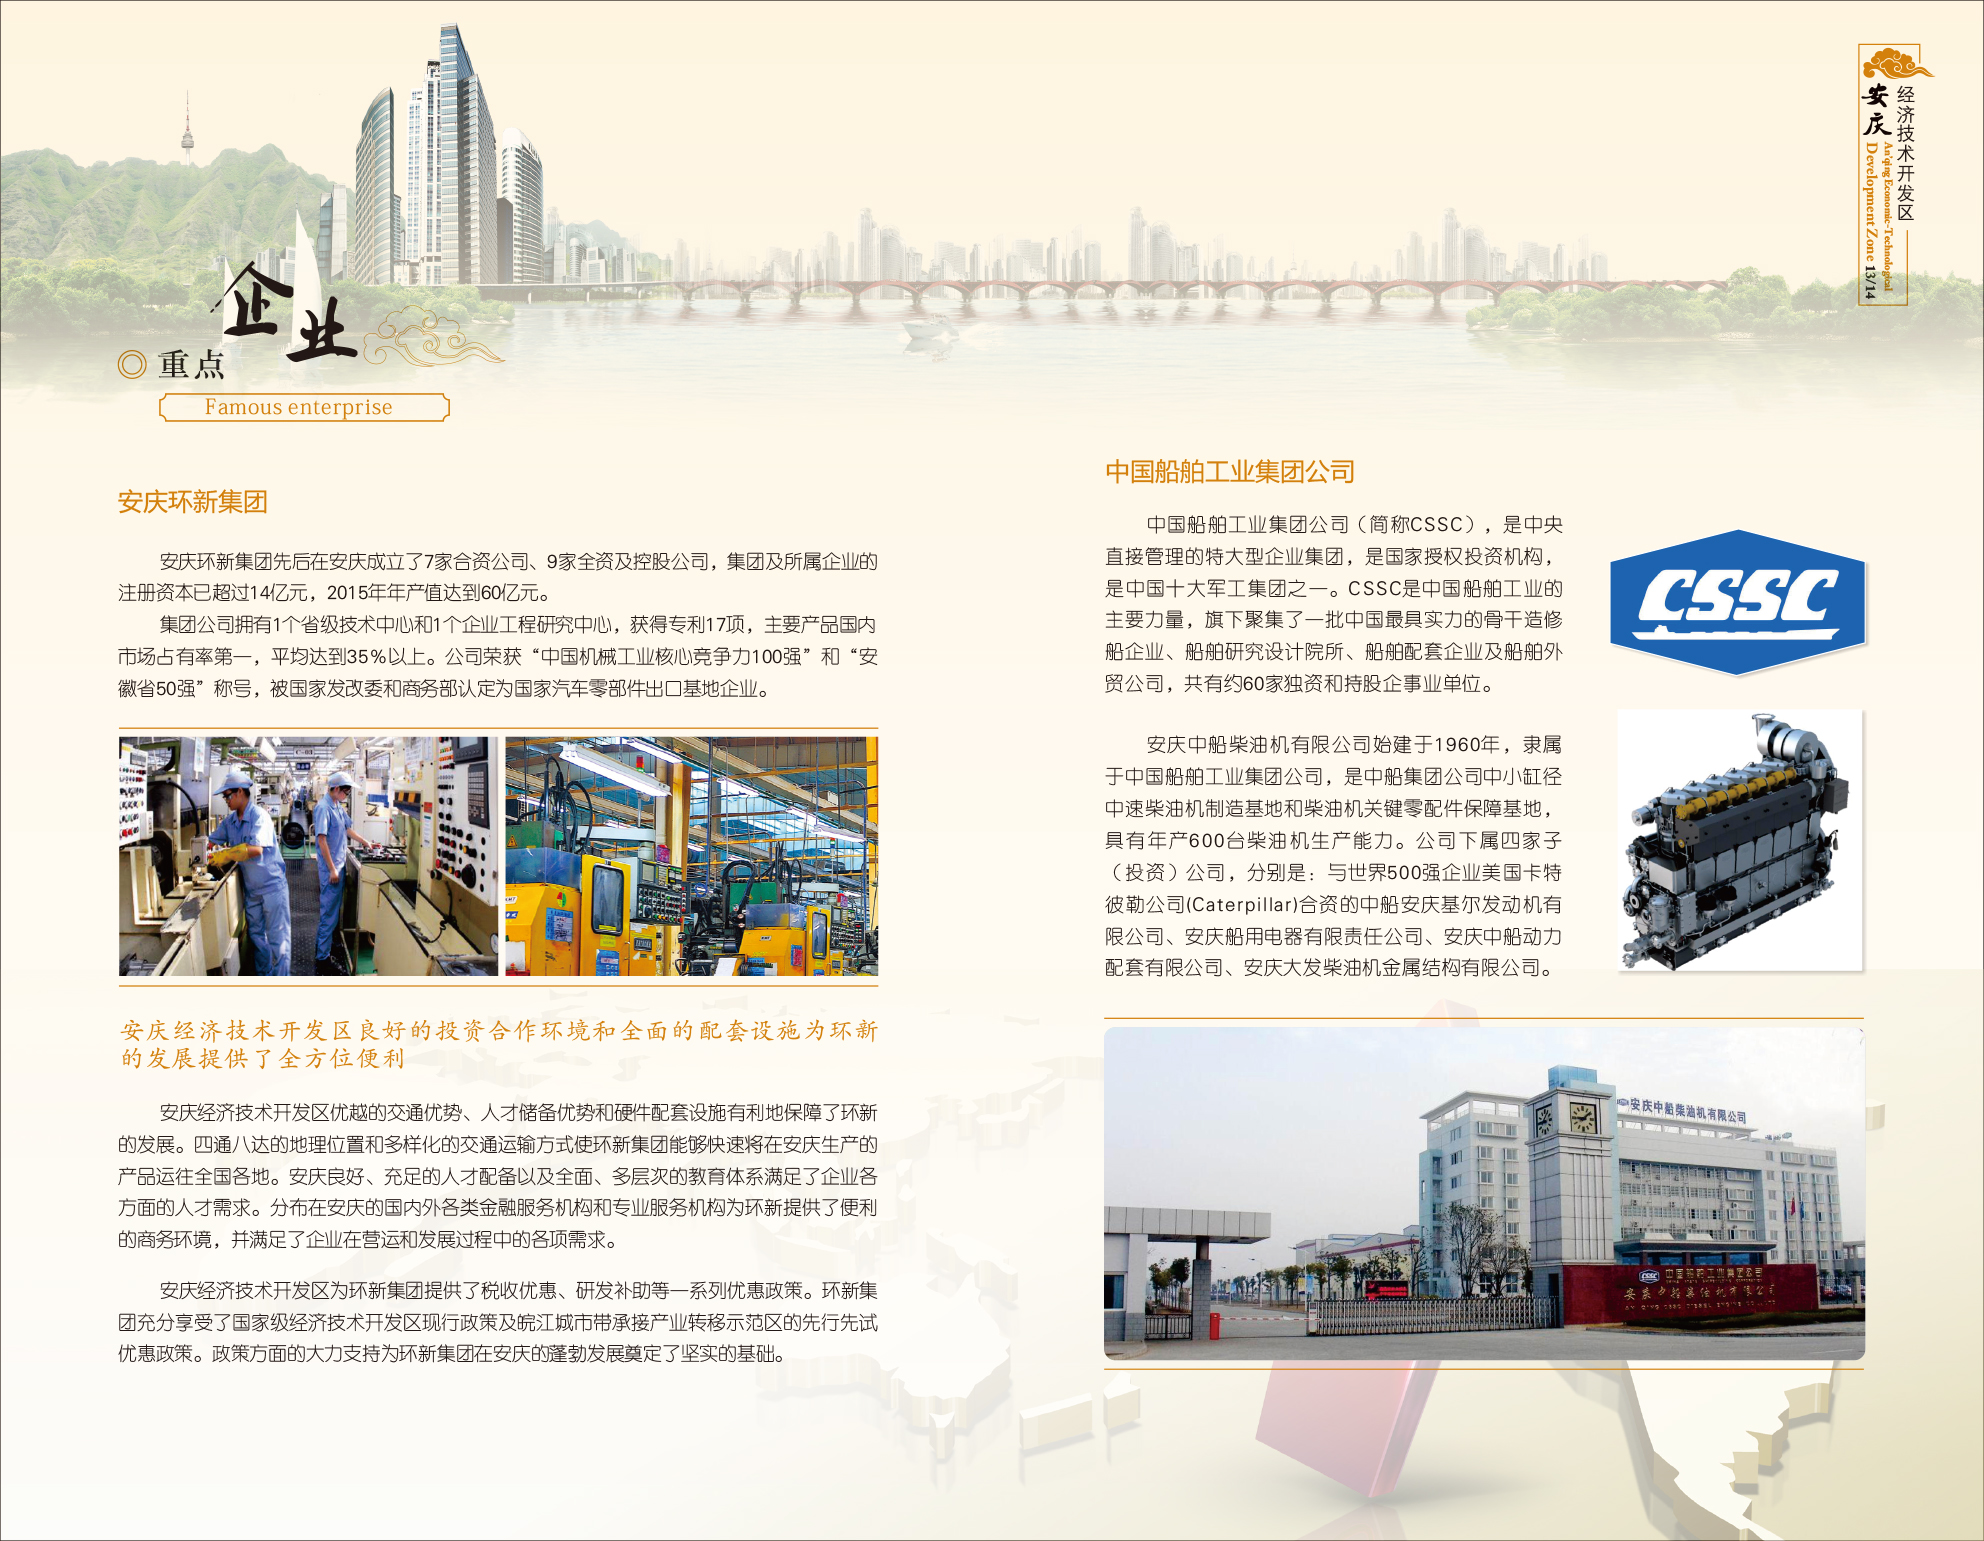 企业
重点
Famous enterprise
安庆
经济技术开发区
An'qing Economic-Technological
Development Zone 13/14
安庆环新集团
安庆环新集团先后在安庆成立了7家合资公司、9家全资及控股公司，集团及所属企业的
注册资本已超过14亿元，2015年年产值达到60亿元。
集团公司拥有1个省级技术中心和1个企业工程研究中心，获得专利17项，主要产品国内
市场占有率第一，平均达到35%以上。公司荣获“中国机械工业核心竞争力100强”和“安
徽省50强”称号，被国家发改委和商务部认定为国家汽车零部件出口基地企业。
安庆经济技术开发区良好的投资合作环境和全面的配套设施为环新
的发展提供了全方位便利
安庆经济技术开发区优越的交通优势、人才储备优势和硬件配套设施有利地保障了环新
的发展。四通八达的地理位置和多样化的交通运输方式使环新集团能够快速将在安庆生产的
产品运往全国各地。安庆良好、充足的人才配备以及全面、多层次的教育体系满足了企业各
方面的人才需求。分布在安庆的国内外各类金融服务机构和专业服务机构为环新提供了便利
的商务环境，并满足了企业在营运和发展过程中的各项需求。
安庆经济技术开发区为环新集团提供了税收优惠、研发补助等一系列优惠政策。环新集
团充分享受了国家级经济技术开发区现行政策及皖江城市带承接产业转移示范区的先行先试
优惠政策。政策方面的大力支持为环新集团在安庆的蓬勃发展奠定了坚实的基础。
中国船舶工业集团公司
中国船舶工业集团公司（简称CSSC），是中央
直接管理的特大型企业集团，是国家授权投资机构，
是中国十大军工集团之一。CSSC是中国船舶工业的
主要力量，旗下聚集了一批中国最具实力的骨干造修
船企业、船舶研究设计院所、船舶配套企业及船舶外
贸公司，共有约60家独资和持股企事业单位。
CSSC
安庆中船柴油机有限公司始建于1960年，隶属
于中国船舶工业集团公司，是中船集团公司中小缸径
中速柴油机制造基地和柴油机关键零配件保障基地，
具有年产600台柴油机生产能力。公司下属四家子
（投资）公司，分别是：与世界500强企业美国卡特
彼勒公司(Caterpillar)合资的中船安庆基尔发动机有
限公司、安庆船用电器有限责任公司、安庆中船动力
配套有限公司、安庆大发柴油机金属结构有限公司。
安庆中船柴油机有限公司
CSSC 中国船舶工业集团公司
安庆中船柴油机有限公司